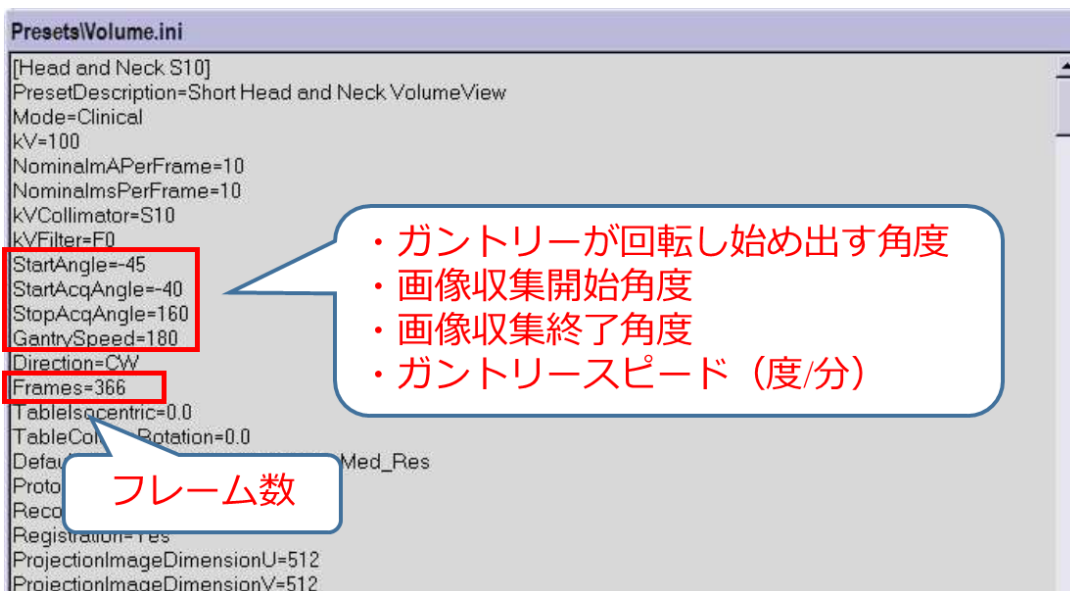 Presets\Volume.ini
[Head and Neck S10]
PresetDescription=Short Head and Neck VolumeView
Mode=Clinical
kV=100
NominalmAPerFrame=10
NominalmsPerFrame=10
kVCollimator=S10
kVFilter=F0
StartAngle=-45
StartAcqAngle=-40
StopAcqAngle=160
GantrySpeed=180
・ガントリーが回転し始め出す角度
・画像収集開始角度
・画像収集終了角度
・ガントリースピード（度/分）
Direction=CW
Frames=366
TableIsocentric=0.0
Rotation=0.0
Med_Res
フレーム数
Registration=Yes
ProjectionImageDimensionU=512
ProjectionImageDimensionV=512